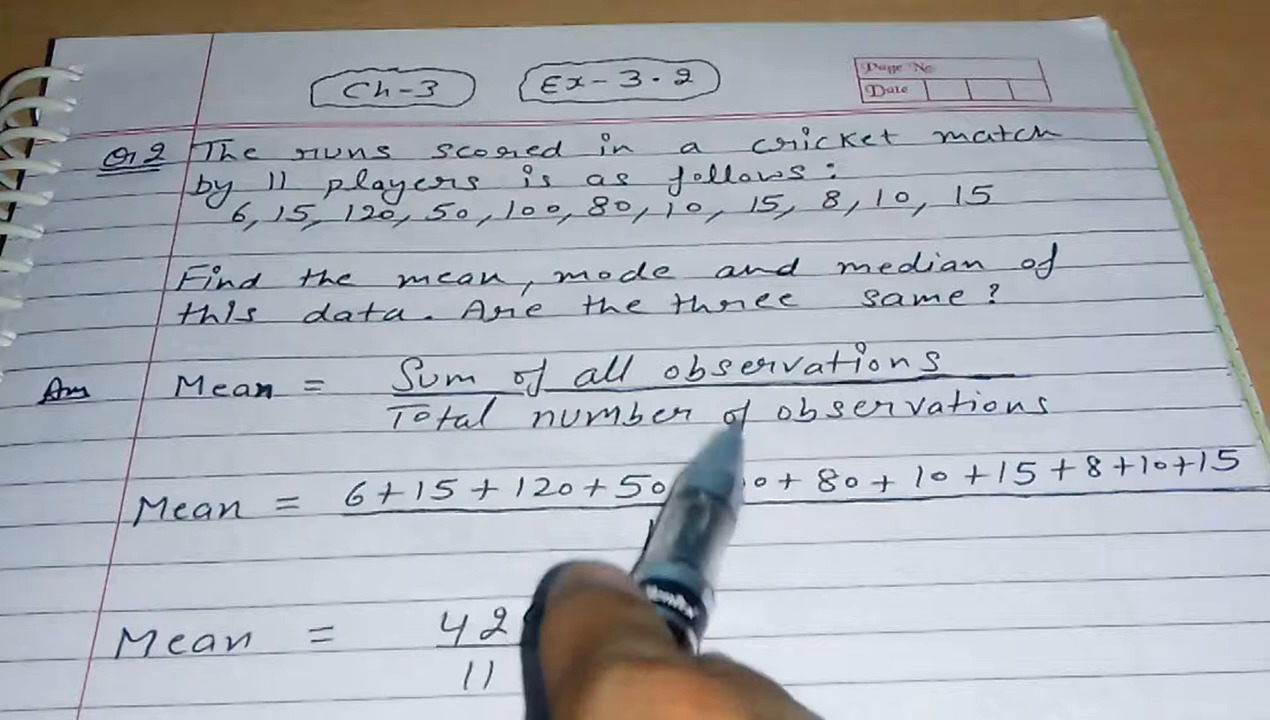 Ch-3 Ex-3.2
Page No
Date
Q.2 The runs scored in a cricket match
by 11 players is as follows:
6, 15, 120, 50, 100, 80, 10, 15, 8, 10, 15
Find the mean, mode and median of
this data. Are the three same?
Ans Mean = Sum of all observations
Total number of observations
Mean = 6+15+120+50 0+80+10+15+8+10+15
Mean = 42
11